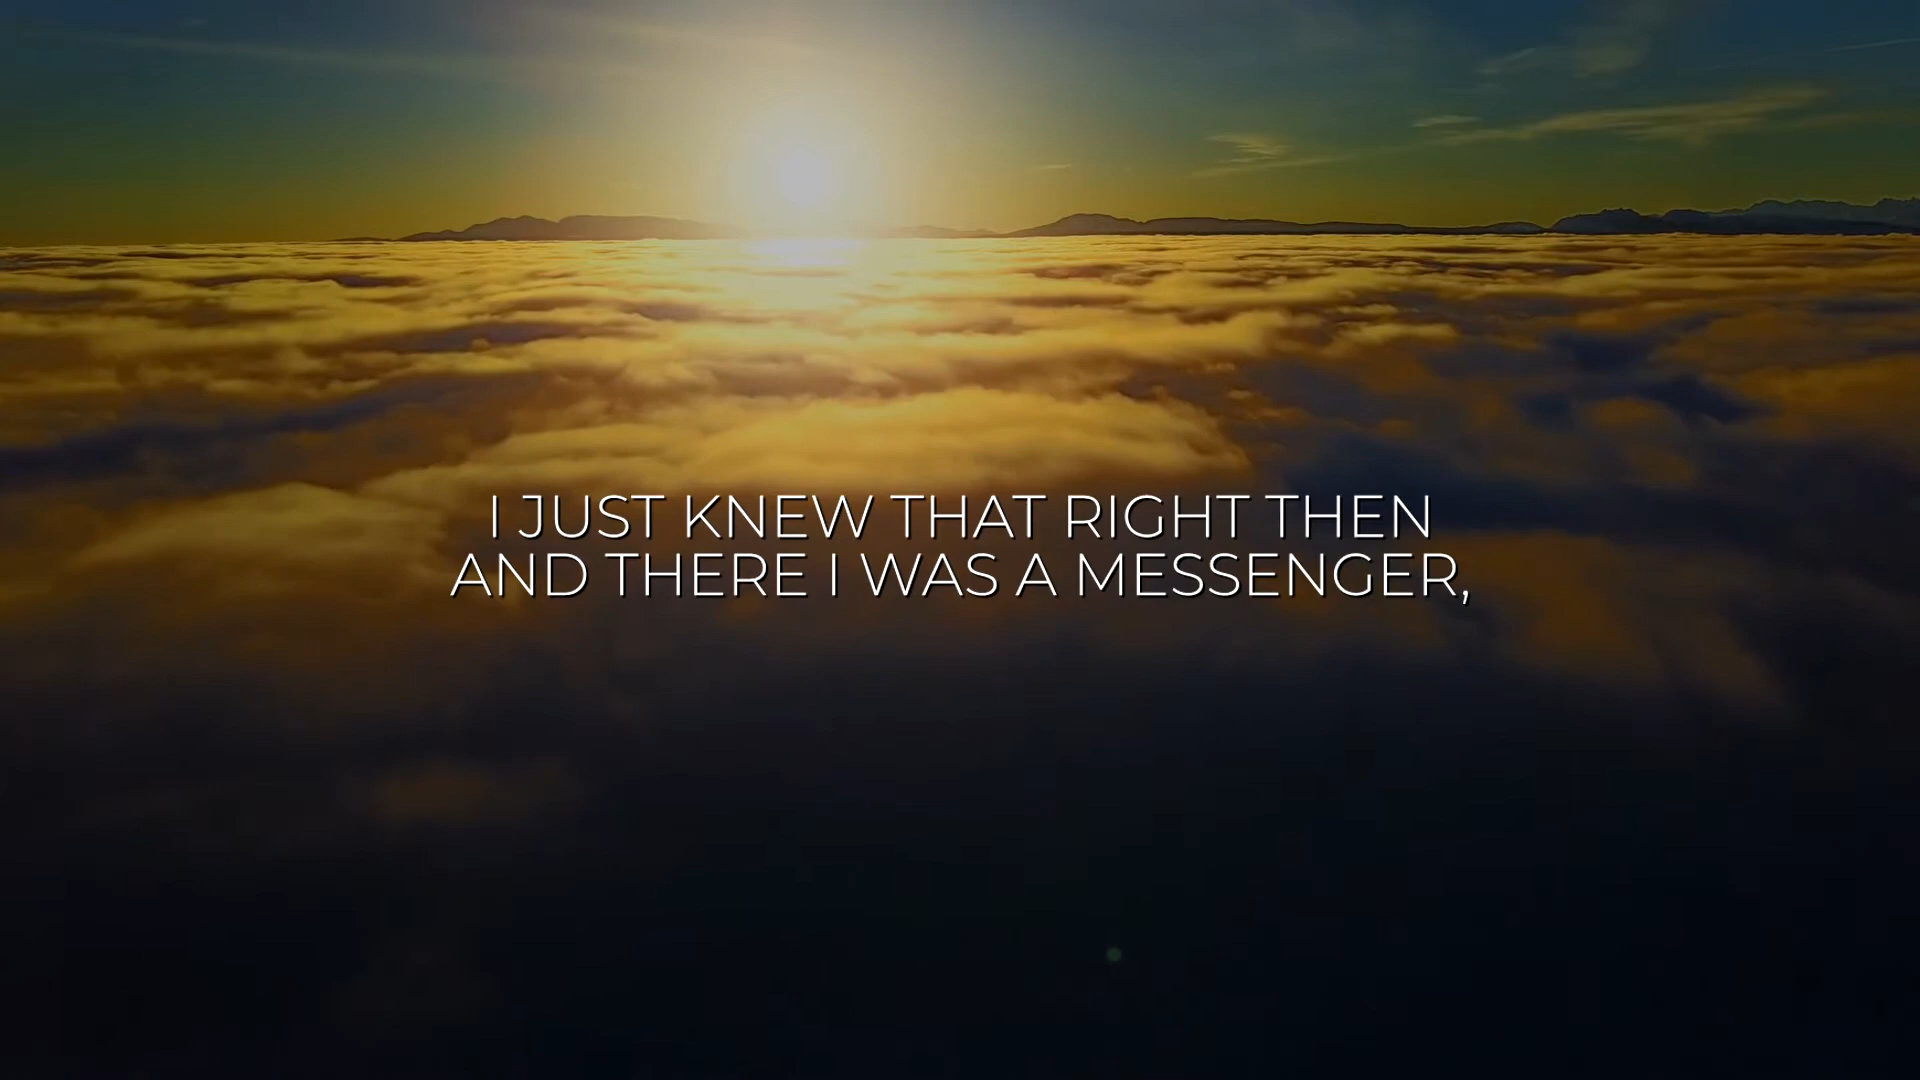 I JUST KNEW THAT RIGHT THEN
AND THERE I WAS A MESSENGER,